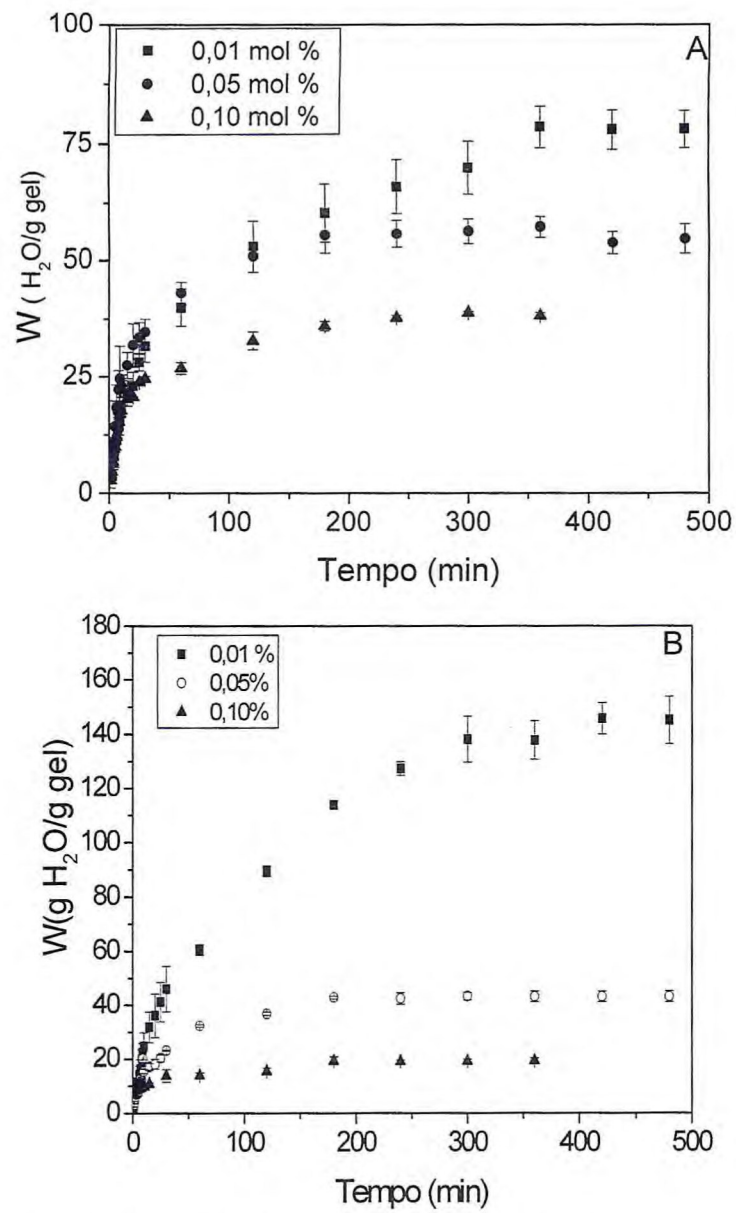 100
A
0,01 mol %
0,05 mol %
0,10 mol %
75
50
25
0
W ( H₂O/g gel)
0 100 200 300 400 500
Tempo (min)
180
B
0,01 %
0,05%
0,10%
160
140
120
100
80
60
40
20
0
W(g H₂O/g gel)
0 100 200 300 400 500
Tempo (min)